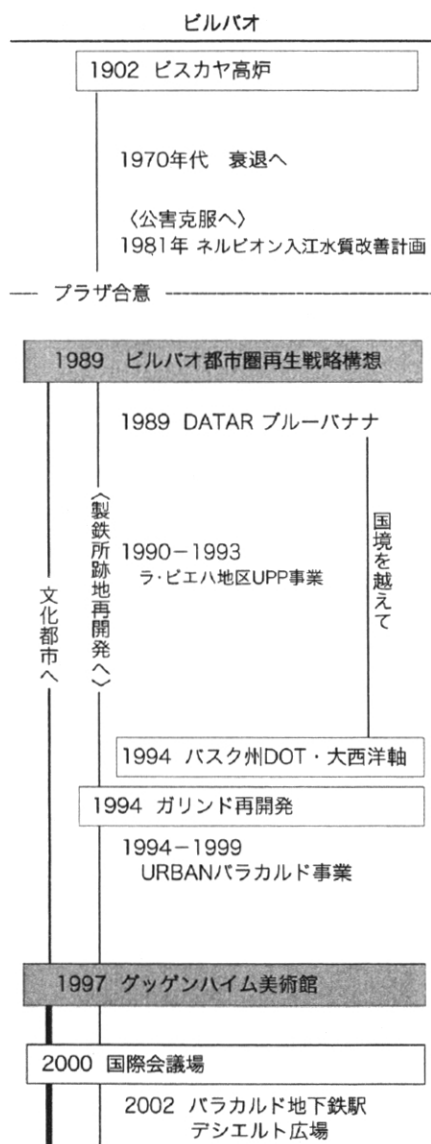 ビルバオ
1902 ビスカヤ高炉
1970年代 衰退へ
〈公害克服へ〉
1981年 ネルビオン入江水質改善計画
プラザ合意
1989 ビルバオ都市圏再生戦略構想
1989 DATAR ブルーバナナ
〈製鉄所跡地再開発へ〉
国境を越えて
1990−1993
ラ・ビエハ地区UPP事業
文化都市へ
1994 バスク州DOT・大西洋軸
1994 ガリンド再開発
1994−1999
URBANバラカルド事業
1997 グッゲンハイム美術館
2000 国際会議場
2002 バラカルド地下鉄駅
デシエルト広場